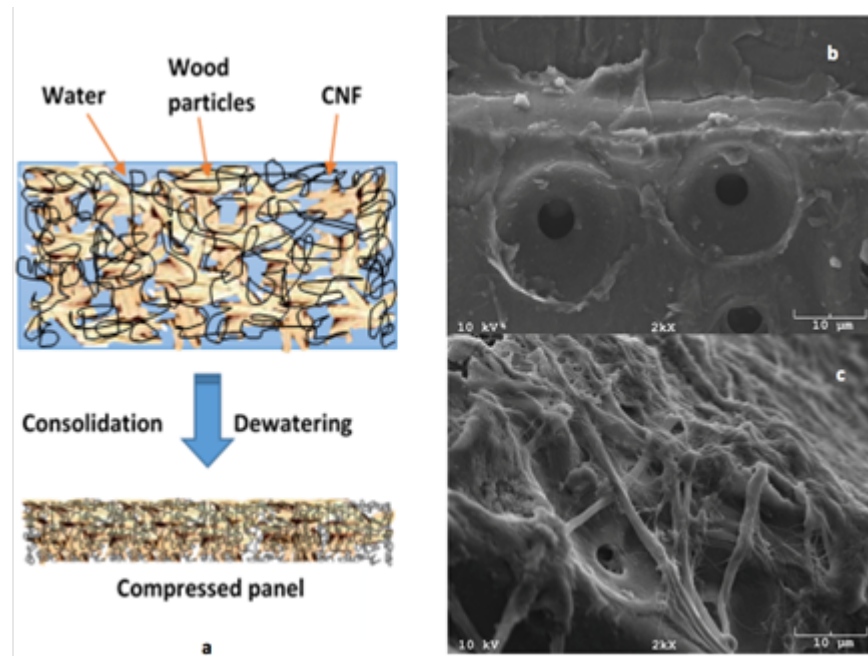 Water
Wood
particles
CNF
Consolidation
Dewatering
Compressed panel
a
b
10 kV
2kX
10 µm
c
10 kV
2kX
10 µm